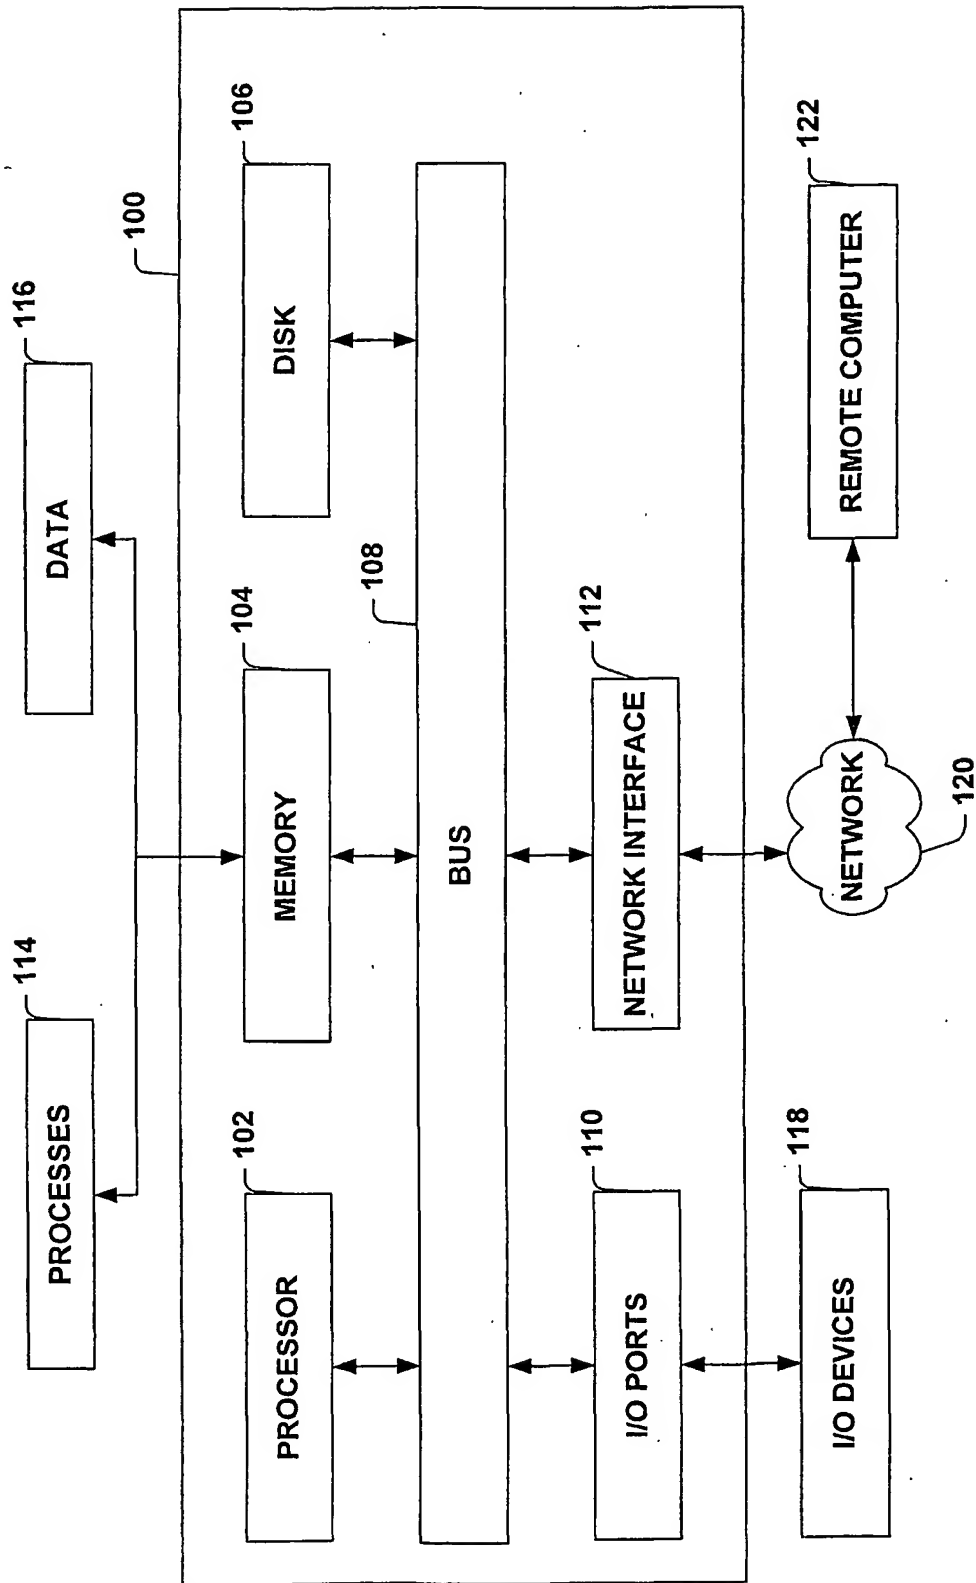 PROCESSES
114
DATA
116
100
PROCESSOR
102
MEMORY
104
DISK
106
108
BUS
I/O PORTS
110
NETWORK INTERFACE
112
I/O DEVICES
118
NETWORK
120
REMOTE COMPUTER
122